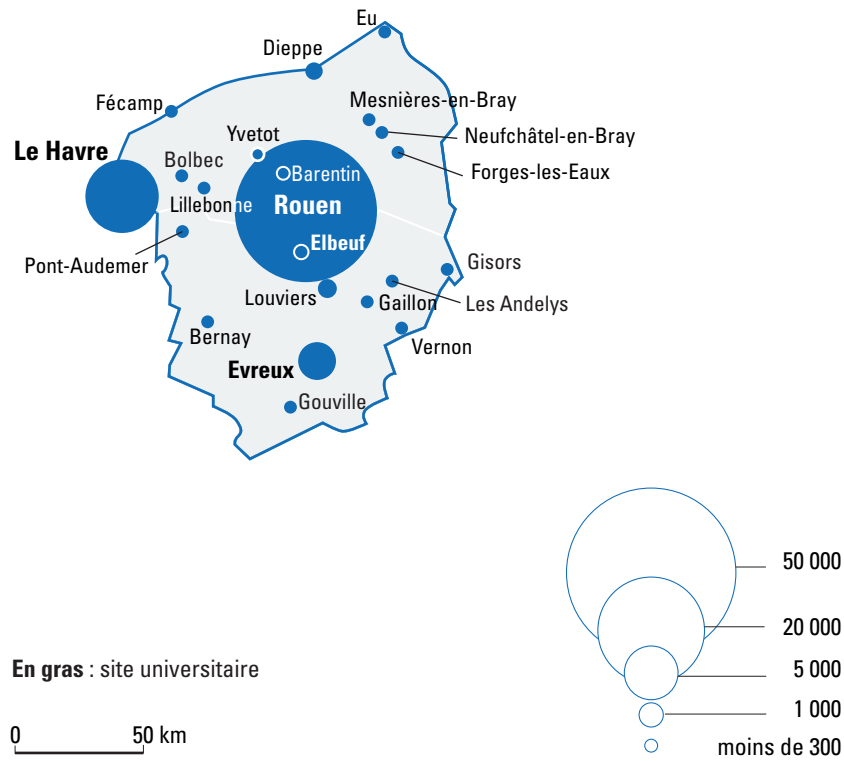 Eu
Dieppe
Mesnières-en-Bray
Fécamp
Neufchâtel-en-Bray
Yvetot
Le Havre
Bolbec
Barentin
Forges-les-Eaux
Lillebonne
Rouen
Elbeuf
Pont-Audemer
Gisors
Louviers
Gaillon
Les Andelys
Bernay
Vernon
Evreux
Gouville
50 000
20 000
En gras : site universitaire
5 000
1 000
0 50 km
moins de 300